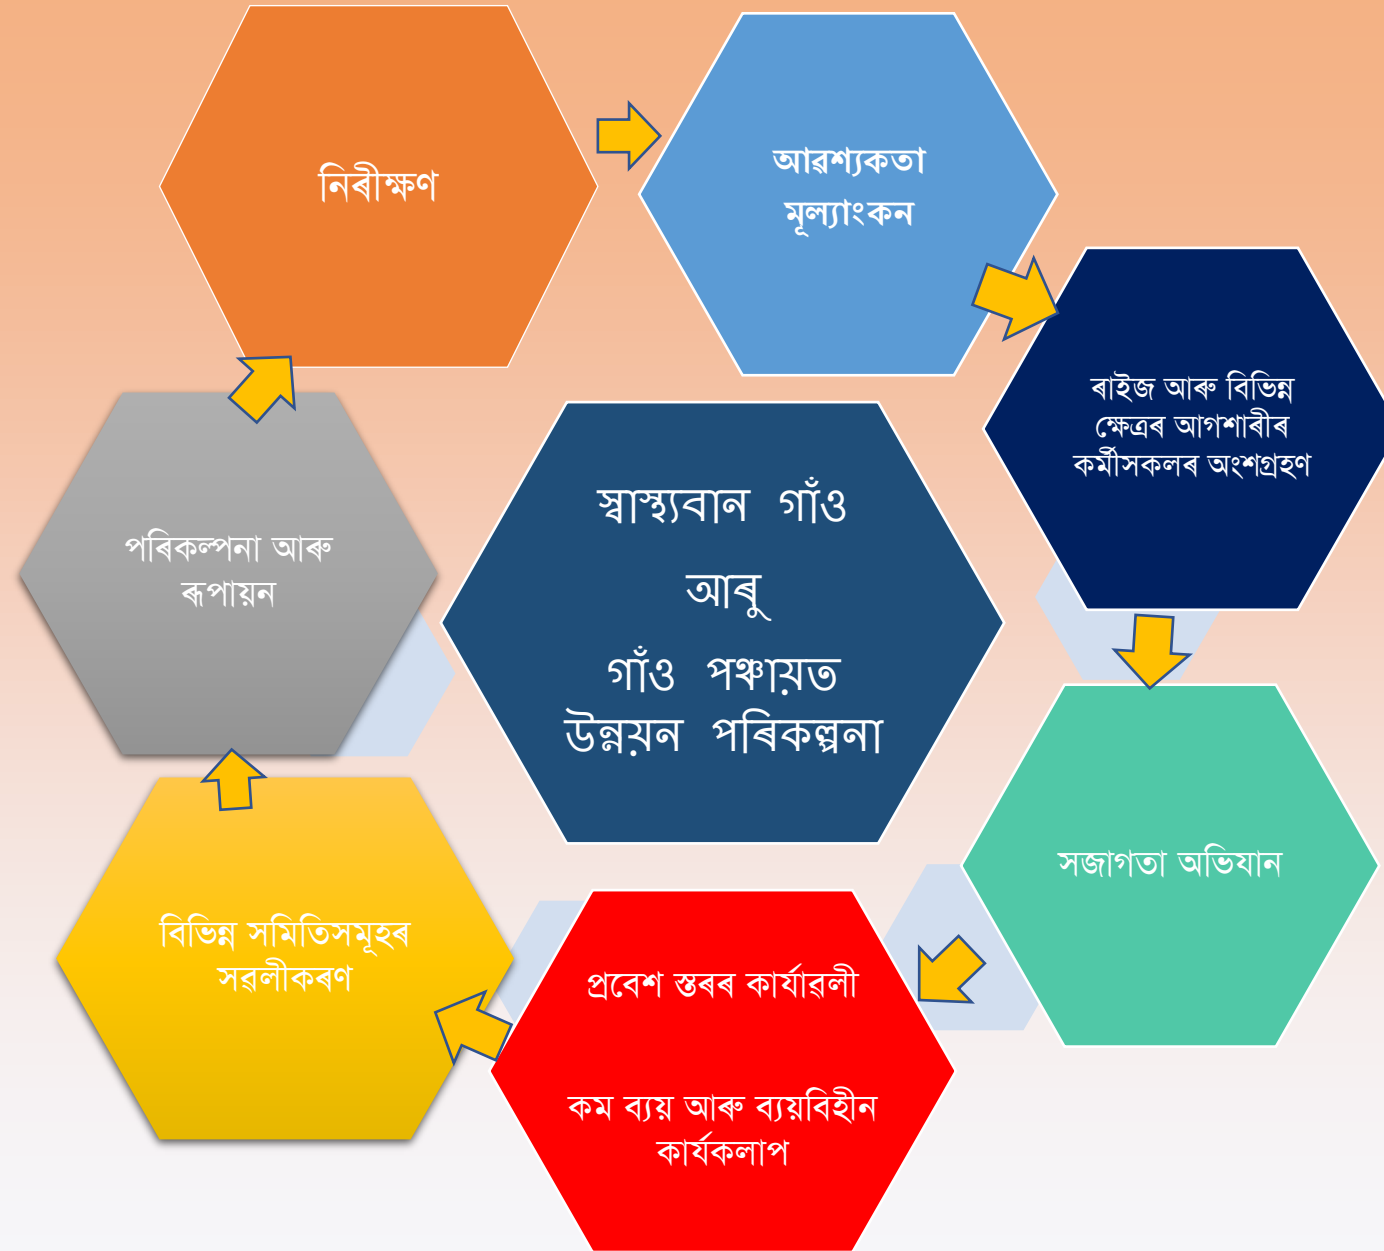 নিৰীক্ষণ
আৱশ্যকতা
মূল্যাংকন
ৰাইজ আৰু বিভিন্ন
ক্ষেত্ৰৰ আগশাৰীৰ
কৰ্মীসকলৰ অংশগ্ৰহণ
পৰিকল্পনা আৰু
ৰূপায়ন
স্বাস্থ্যবান গাঁও
আৰু
গাঁও পঞ্চায়ত
উন্নয়ন পৰিকল্পনা
সজাগতা অভিযান
বিভিন্ন সমিতিসমূহৰ
সৱলীকৰণ
প্ৰবেশ স্তৰৰ কাৰ্যাৱলী
কম ব্যয় আৰু ব্যয়বিহীন
কাৰ্যকলাপ